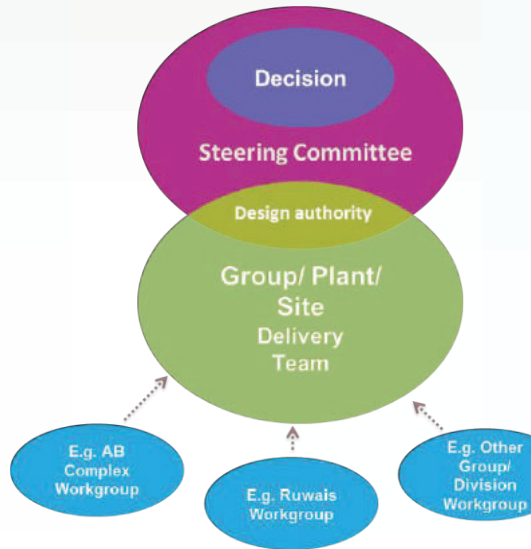 Decision
Steering Committee
Design authority
Group/ Plant/
Site
Delivery
Team
E.g. AB
Complex
Workgroup
E.g. Ruwais
Workgroup
E.g. Other
Group/
Division
Workgroup